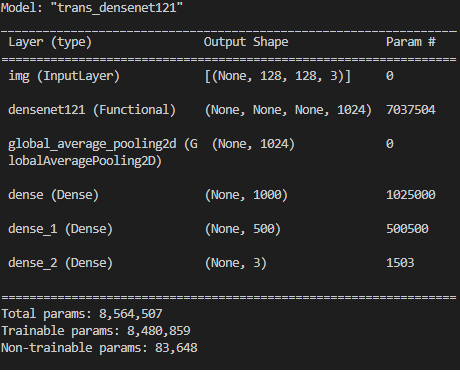 Model: "trans_densenet121"
_________________________________________________________________
Layer (type) Output Shape Param #
=================================================================
img (InputLayer) [(None, 128, 128, 3)] 0
densenet121 (Functional) (None, None, None, 1024) 7037504
global_average_pooling2d (G (None, 1024) 0
lobalAveragePooling2D)
dense (Dense) (None, 1000) 1025000
dense_1 (Dense) (None, 500) 500500
dense_2 (Dense) (None, 3) 1503
=================================================================
Total params: 8,564,507
Trainable params: 8,480,859
Non-trainable params: 83,648